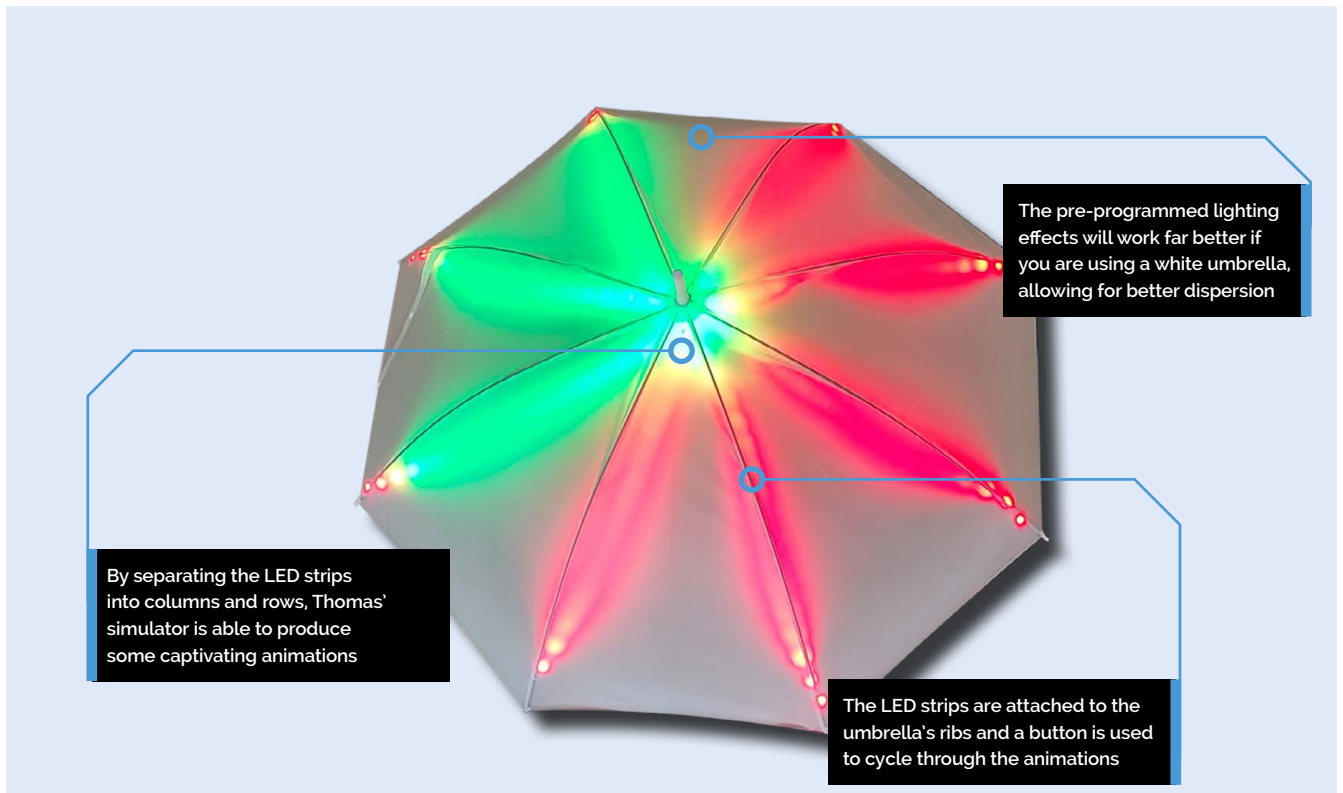 The pre-programmed lighting
effects will work far better if
you are using a white umbrella,
allowing for better dispersion
By separating the LED strips
into columns and rows, Thomas’
simulator is able to produce
some captivating animations
The LED strips are attached to the
umbrella’s ribs and a button is used
to cycle through the animations